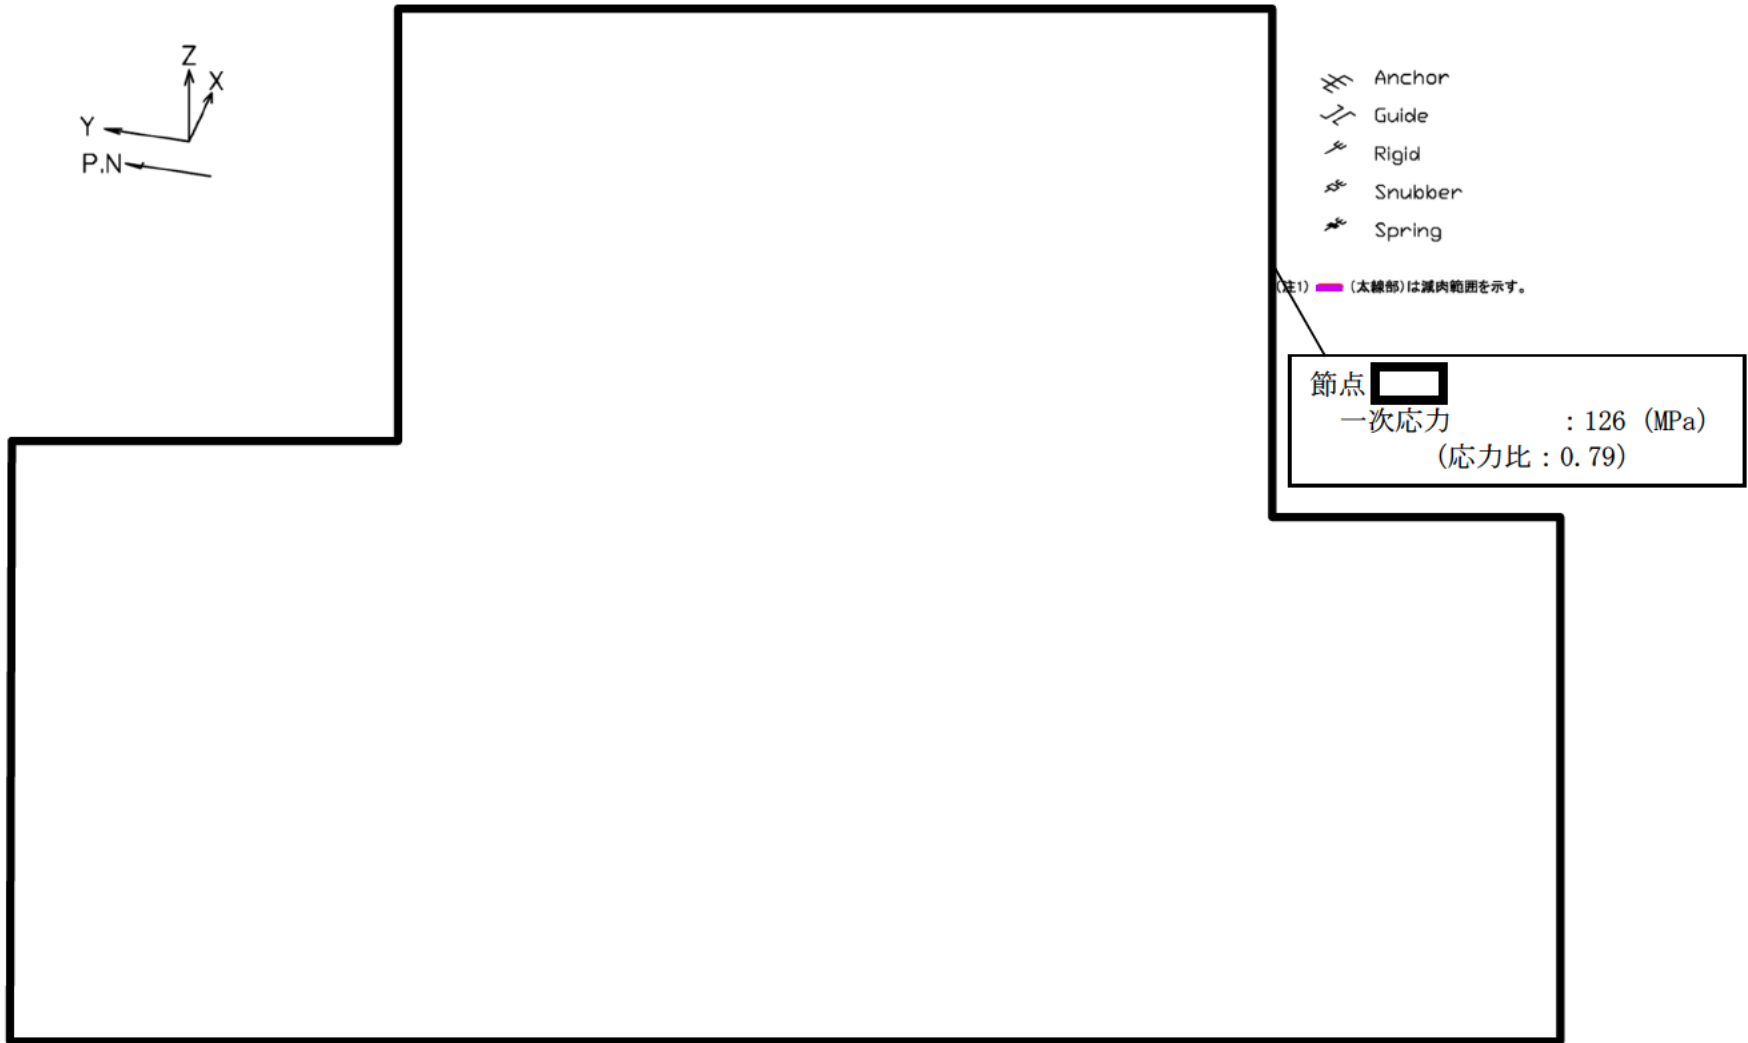 Z
X
Y
P.N
Anchor
Guide
Rigid
Snubber
Spring
(注1) (太線部)は減肉範囲を示す。
節点
一次応力 : 126 (MPa)
(応力比：0.79)